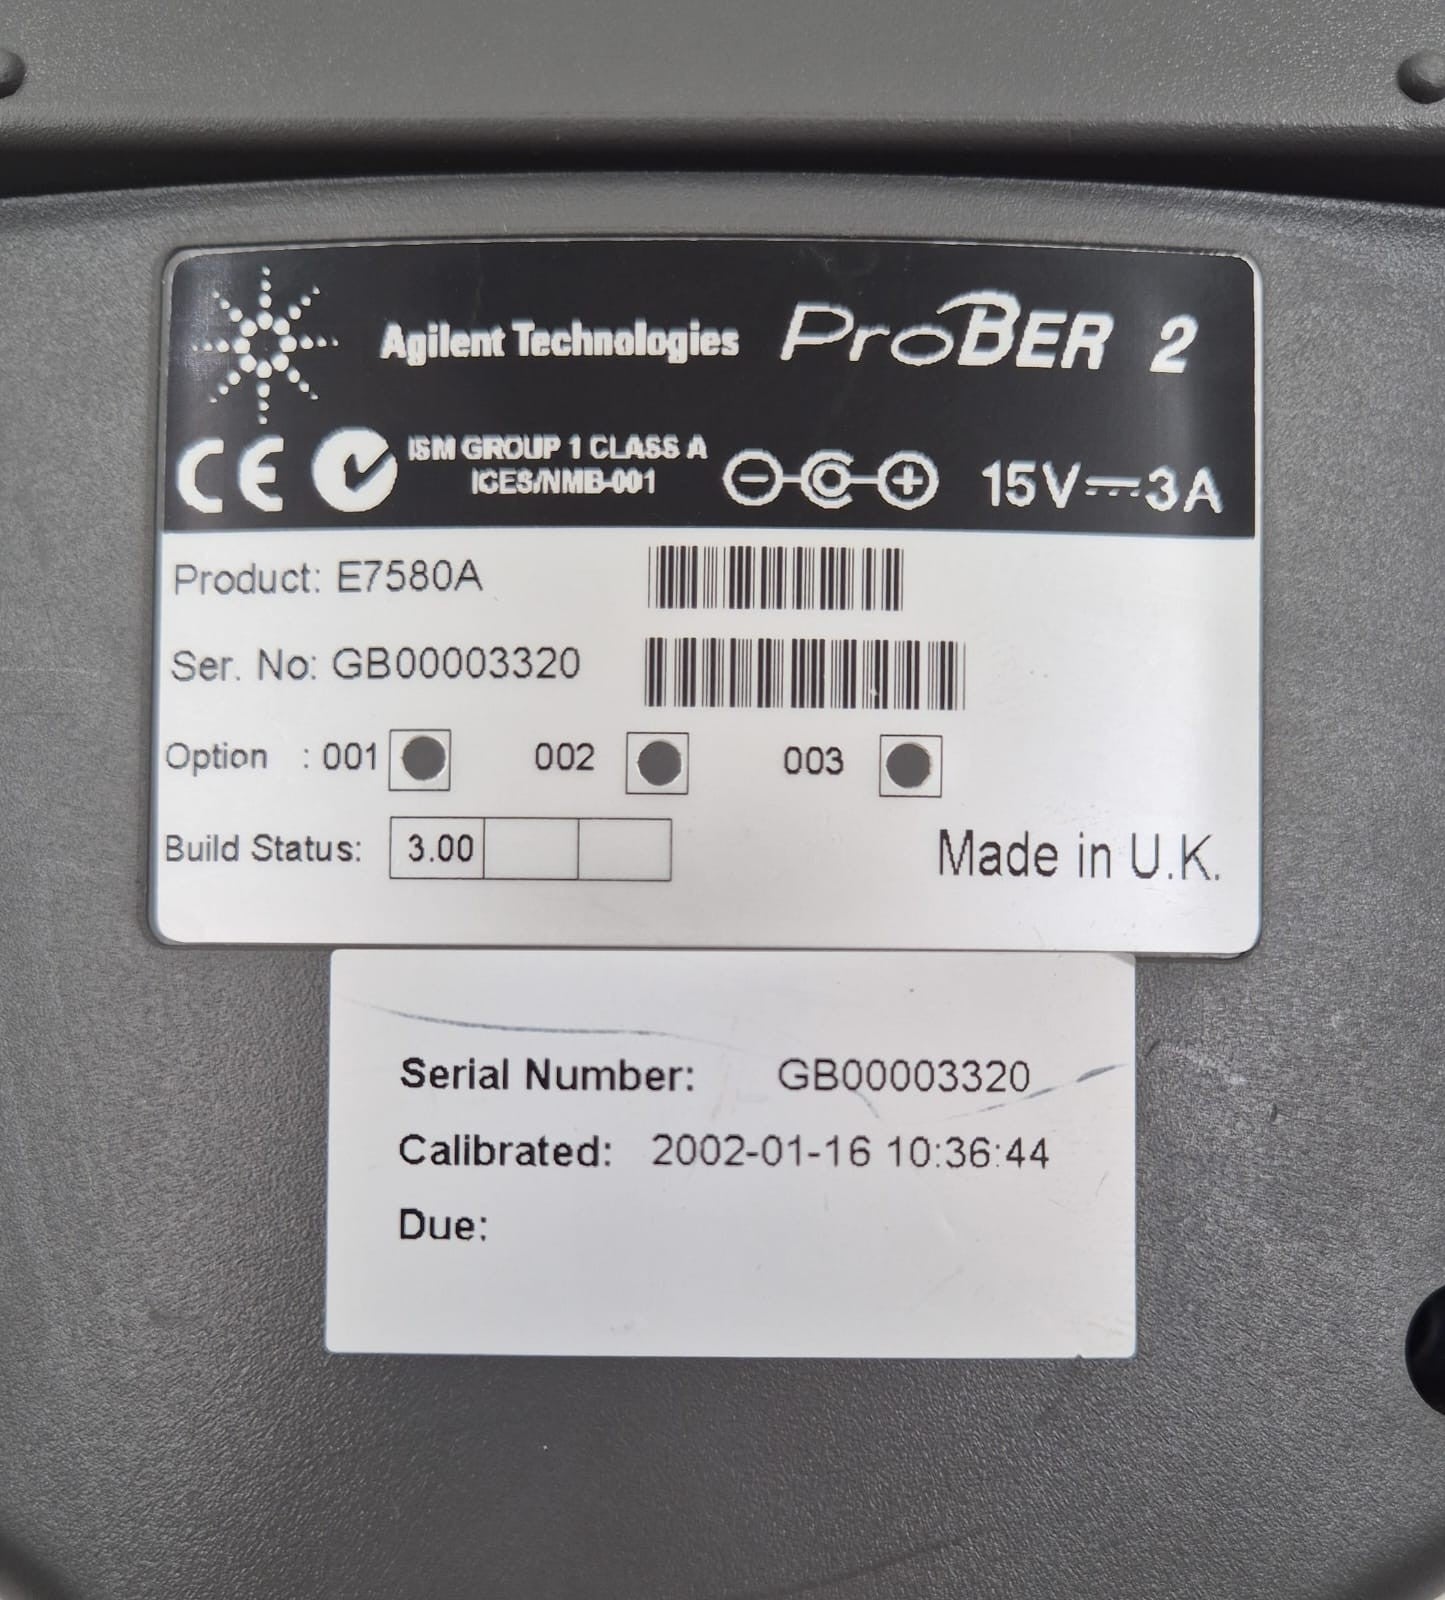 Agilent Technologies ProBER 2
CE ISM GROUP 1 CLASS A
ICES/NMB-001
15V 3A
Product: E7580A
Ser. No: GB00003320
Option : 001 002 003
Build Status: 3.00
Made in U.K.
Serial Number: GB00003320
Calibrated: 2002-01-16 10:36:44
Due: